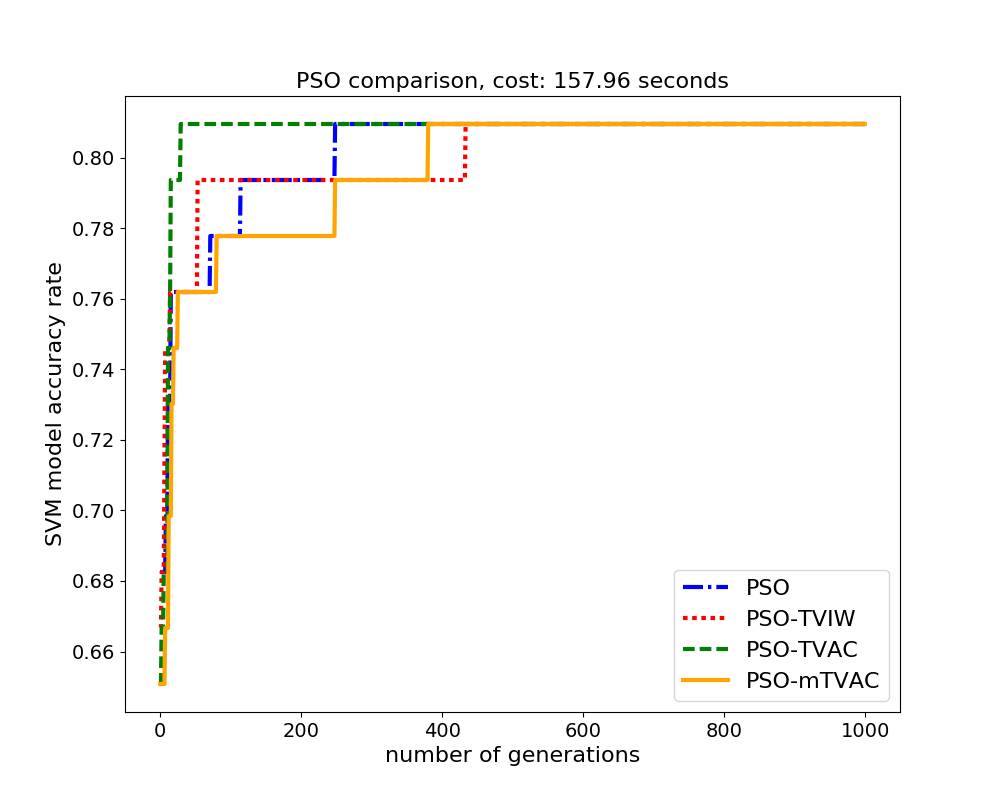 PSO comparison, cost: 157.96 seconds
SVM model accuracy rate
0.80
0.78
0.76
0.74
0.72
0.70
0.68
0.66
0 200 400 600 800 1000
number of generations
PSO
PSO-TVIW
PSO-TVAC
PSO-mTVAC